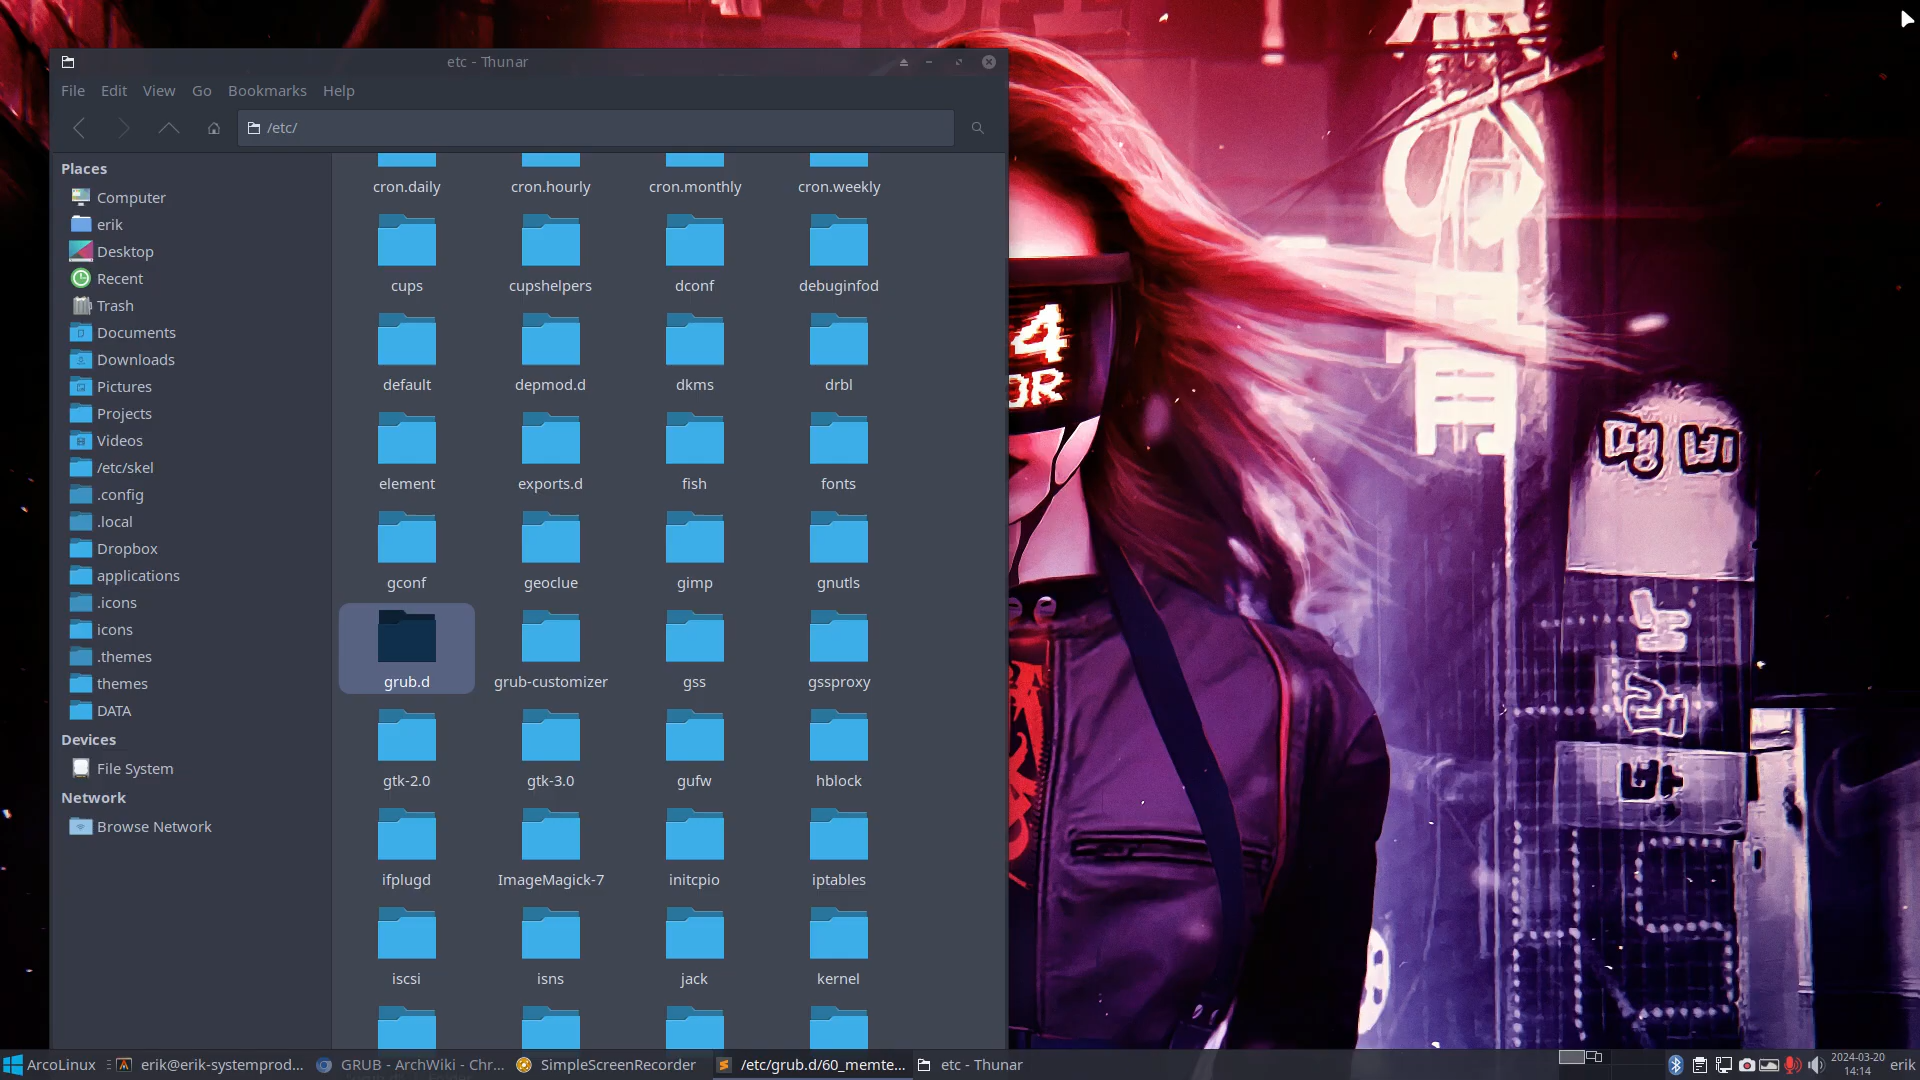 etc - Thunar
File Edit View Go Bookmarks Help
/etc/
Places
Computer
erik
Desktop
Recent
Trash
Documents
Downloads
Pictures
Projects
Videos
/etc/skel
.config
.local
Dropbox
applications
.icons
icons
.themes
themes
DATA
Devices
File System
Network
Browse Network
cron.daily cron.hourly cron.monthly cron.weekly
cups cupshelpers dconf debuginfod
default depmod.d dkms drbl
element exports.d fish fonts
gconf geoclue gimp gnutls
grub.d grub-customizer gss gssproxy
gtk-2.0 gtk-3.0 gufw hblock
ifplugd ImageMagick-7 initcpio iptables
iscsi isns jack kernel
4
OR
ArcoLinux erik@erik-systemprod... GRUB - ArchWiki - Chr... SimpleScreenRecorder /etc/grub.d/60_memte... etc - Thunar
2024-03-20
14:14
erik